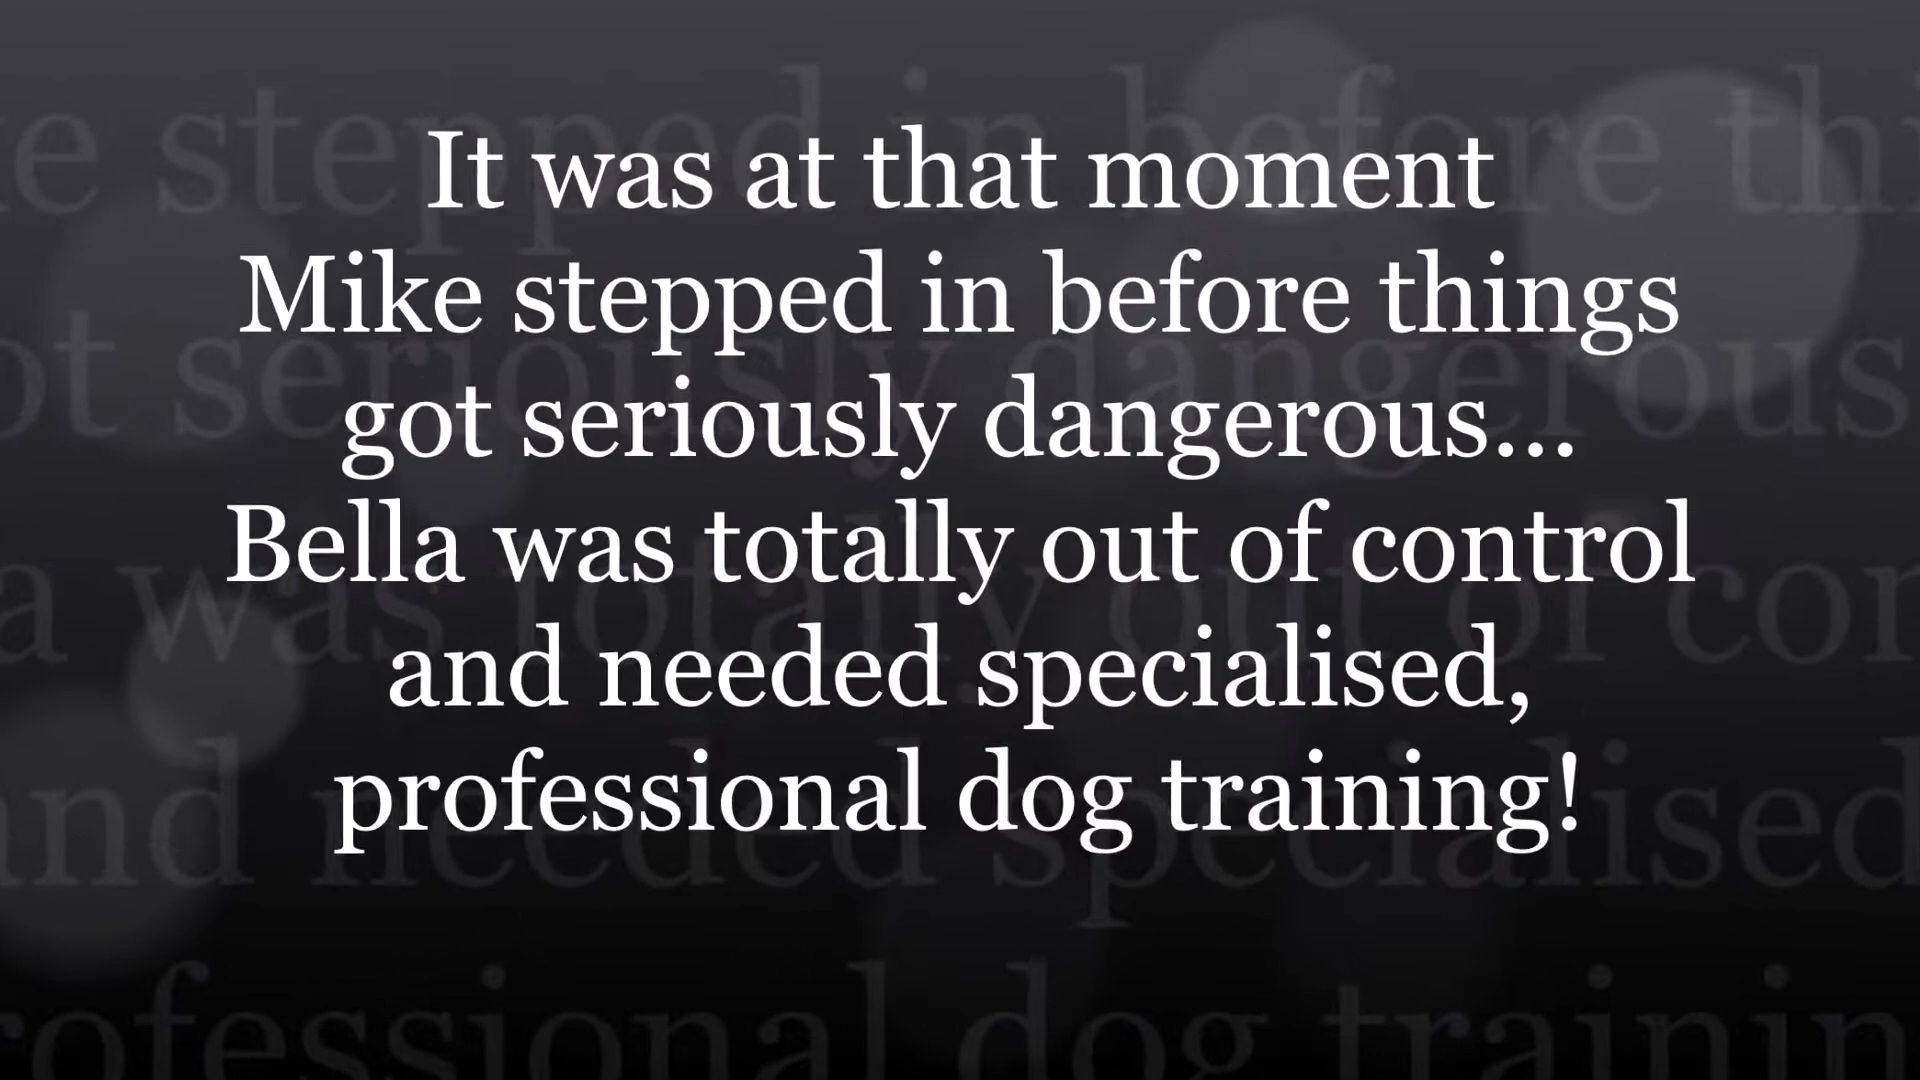 It was at that moment
Mike stepped in before things
got seriously dangerous...
Bella was totally out of control
and needed specialised,
professional dog training!